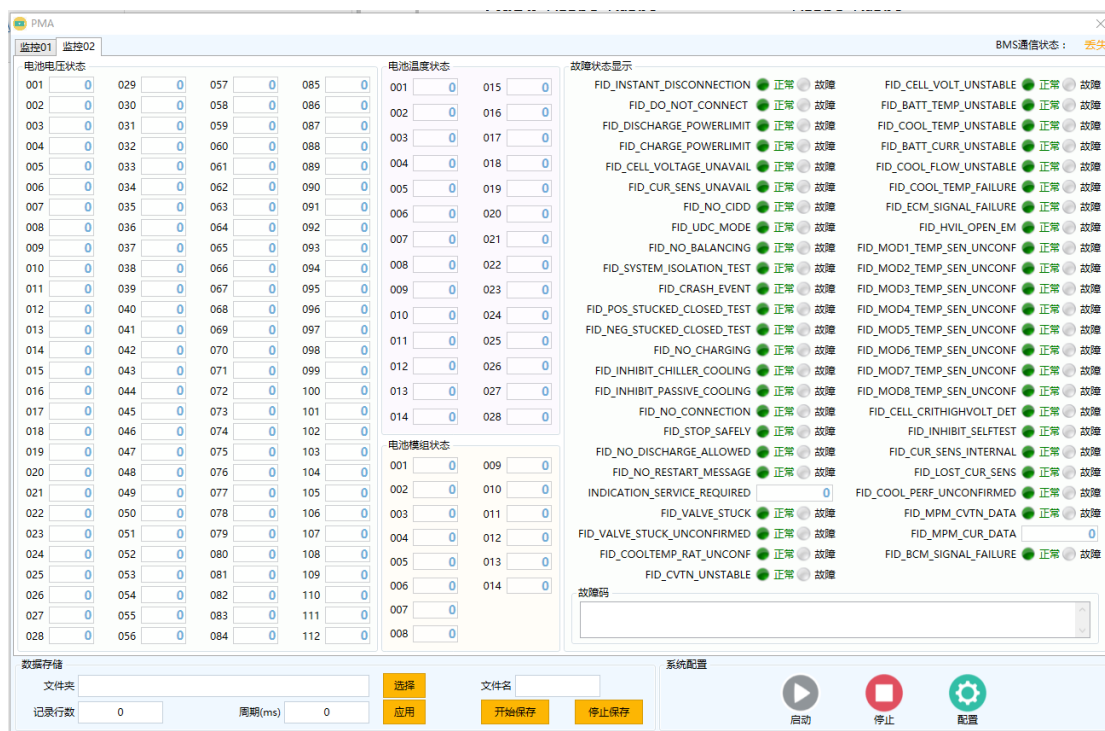 PMA
监控01 监控02
BMS通信状态： 丢失
电池电压状态
001 0 029 0 057 0 085 0
002 0 030 0 058 0 086 0
003 0 031 0 059 0 087 0
004 0 032 0 060 0 088 0
005 0 033 0 061 0 089 0
006 0 034 0 062 0 090 0
007 0 035 0 063 0 091 0
008 0 036 0 064 0 092 0
009 0 037 0 065 0 093 0
010 0 038 0 066 0 094 0
011 0 039 0 067 0 095 0
012 0 040 0 068 0 096 0
013 0 041 0 069 0 097 0
014 0 042 0 070 0 098 0
015 0 043 0 071 0 099 0
016 0 044 0 072 0 100 0
017 0 045 0 073 0 101 0
018 0 046 0 074 0 102 0
019 0 047 0 075 0 103 0
020 0 048 0 076 0 104 0
021 0 049 0 077 0 105 0
022 0 050 0 078 0 106 0
023 0 051 0 079 0 107 0
024 0 052 0 080 0 108 0
025 0 053 0 081 0 109 0
026 0 054 0 082 0 110 0
027 0 055 0 083 0 111 0
028 0 056 0 084 0 112 0
电池温度状态
001 0 015 0
002 0 016 0
003 0 017 0
004 0 018 0
005 0 019 0
006 0 020 0
007 0 021 0
008 0 022 0
009 0 023 0
010 0 024 0
011 0 025 0
012 0 026 0
013 0 027 0
014 0 028 0
电池模组状态
001 0 009 0
002 0 010 0
003 0 011 0
004 0 012 0
005 0 013 0
006 0 014 0
007 0
008 0
故障状态显示
FID_INSTANT_DISCONNECTION 正常 故障 FID_CELL_VOLT_UNSTABLE 正常 故障
FID_DO_NOT_CONNECT 正常 故障 FID_BATT_TEMP_UNSTABLE 正常 故障
FID_DISCHARGE_POWERLIMIT 正常 故障 FID_COOL_TEMP_UNSTABLE 正常 故障
FID_CHARGE_POWERLIMIT 正常 故障 FID_BATT_CURR_UNSTABLE 正常 故障
FID_CELL_VOLTAGE_UNAVAIL 正常 故障 FID_COOL_FLOW_UNSTABLE 正常 故障
FID_CUR_SENS_UNAVAIL 正常 故障 FID_COOL_TEMP_FAILURE 正常 故障
FID_NO_CIDD 正常 故障 FID_ECM_SIGNAL_FAILURE 正常 故障
FID_UDC_MODE 正常 故障 FID_HVIL_OPEN_EM 正常 故障
FID_NO_BALANCING 正常 故障 FID_MOD1_TEMP_SEN_UNCONF 正常 故障
FID_SYSTEM_ISOLATION_TEST 正常 故障 FID_MOD2_TEMP_SEN_UNCONF 正常 故障
FID_CRASH_EVENT 正常 故障 FID_MOD3_TEMP_SEN_UNCONF 正常 故障
FID_POS_STUCKED_CLOSED_TEST 正常 故障 FID_MOD4_TEMP_SEN_UNCONF 正常 故障
FID_NEG_STUCKED_CLOSED_TEST 正常 故障 FID_MOD5_TEMP_SEN_UNCONF 正常 故障
FID_NO_CHARGING 正常 故障 FID_MOD6_TEMP_SEN_UNCONF 正常 故障
FID_INHIBIT_CHILLER_COOLING 正常 故障 FID_MOD7_TEMP_SEN_UNCONF 正常 故障
FID_INHIBIT_PASSIVE_COOLING 正常 故障 FID_MOD8_TEMP_SEN_UNCONF 正常 故障
FID_NO_CONNECTION 正常 故障 FID_CELL_CRITHIGHVOLT_DET 正常 故障
FID_STOP_SAFELY 正常 故障 FID_INHIBIT_SELFTEST 正常 故障
FID_NO_DISCHARGE_ALLOWED 正常 故障 FID_CUR_SENS_INTERNAL 正常 故障
FID_NO_RESTART_MESSAGE 正常 故障 FID_LOST_CUR_SENS 正常 故障
INDICATION_SERVICE_REQUIRED 0 FID_COOL_PERF_UNCONFIRMED 正常 故障
FID_VALVE_STUCK 正常 故障 FID_MPM_CVTN_DATA 正常 故障
FID_VALVE_STUCK_UNCONFIRMED 正常 故障 FID_MPM_CUR_DATA 0
FID_COOLTEMP_RAT_UNCONF 正常 故障 FID_BCM_SIGNAL_FAILURE 正常 故障
FID_CVTN_UNSTABLE 正常 故障
故障码
数据存储
文件夹 选择 文件名
记录行数 0 周期(ms) 0 应用 开始保存 停止保存
系统配置
启动 停止 配置